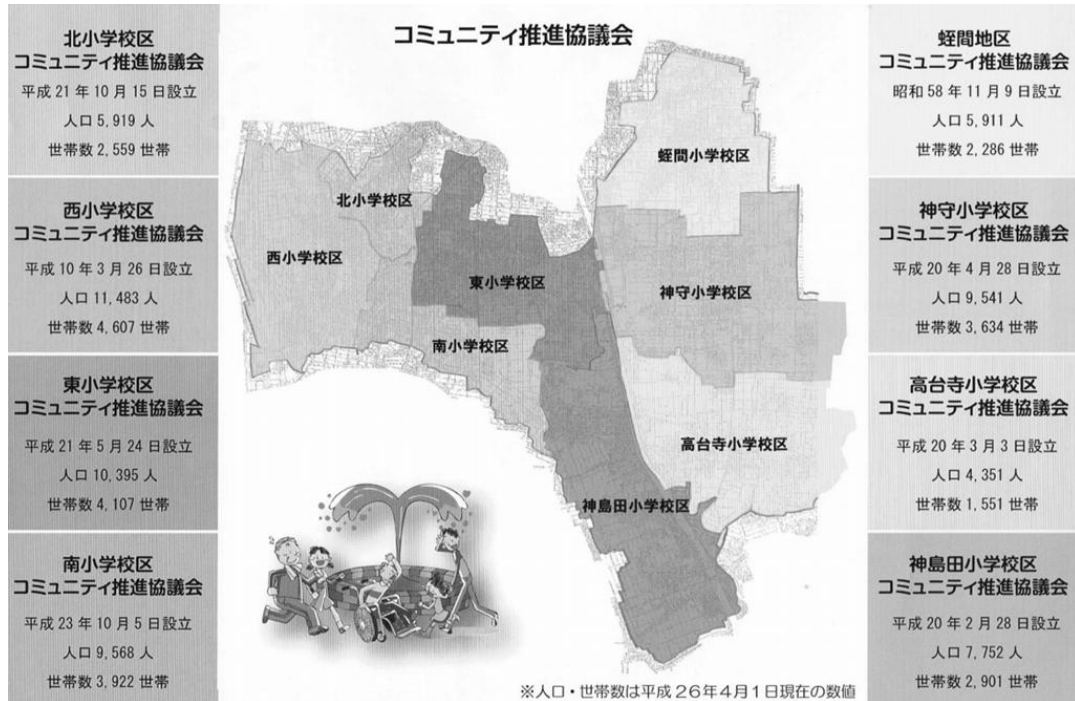 コミュニティ推進協議会
北小学校区
コミュニティ推進協議会
平成21年10月15日設立
人口5,919人
世帯数2,559世帯
西小学校区
コミュニティ推進協議会
平成10年3月26日設立
人口11,483人
世帯数4,607世帯
東小学校区
コミュニティ推進協議会
平成21年5月24日設立
人口10,395人
世帯数4,107世帯
南小学校区
コミュニティ推進協議会
平成23年10月5日設立
人口9,568人
世帯数3,922世帯
蛭間小学校区
北小学校区
西小学校区
東小学校区
神守小学校区
南小学校区
高台寺小学校区
神島田小学校区
※人口・世帯数は平成26年4月1日現在の数値
蛭間地区
コミュニティ推進協議会
昭和58年11月9日設立
人口5,911人
世帯数2,286世帯
神守小学校区
コミュニティ推進協議会
平成20年4月28日設立
人口9,541人
世帯数3,634世帯
高台寺小学校区
コミュニティ推進協議会
平成20年3月3日設立
人口4,351人
世帯数1,551世帯
神島田小学校区
コミュニティ推進協議会
平成20年2月28日設立
人口7,752人
世帯数2,901世帯